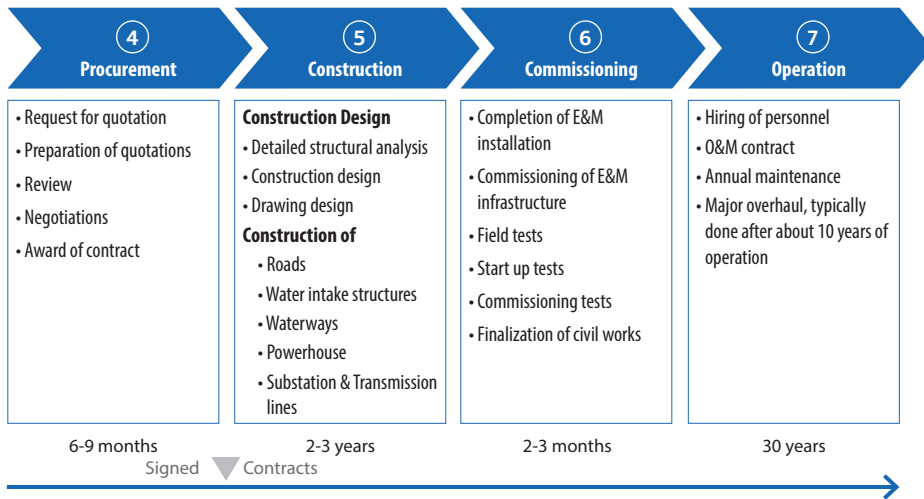 4
Procurement
• Request for quotation
• Preparation of quotations
• Review
• Negotiations
• Award of contract
6-9 months
5
Construction
Construction Design
• Detailed structural analysis
• Construction design
• Drawing design
Construction of
• Roads
• Water intake structures
• Waterways
• Powerhouse
• Substation & Transmission
lines
2-3 years
6
Commissioning
• Completion of E&M
installation
• Commissioning of E&M
infrastructure
• Field tests
• Start up tests
• Commissioning tests
• Finalization of civil works
2-3 months
7
Operation
• Hiring of personnel
• O&M contract
• Annual maintenance
• Major overhaul, typically
done after about 10 years of
operation
30 years
Signed Contracts